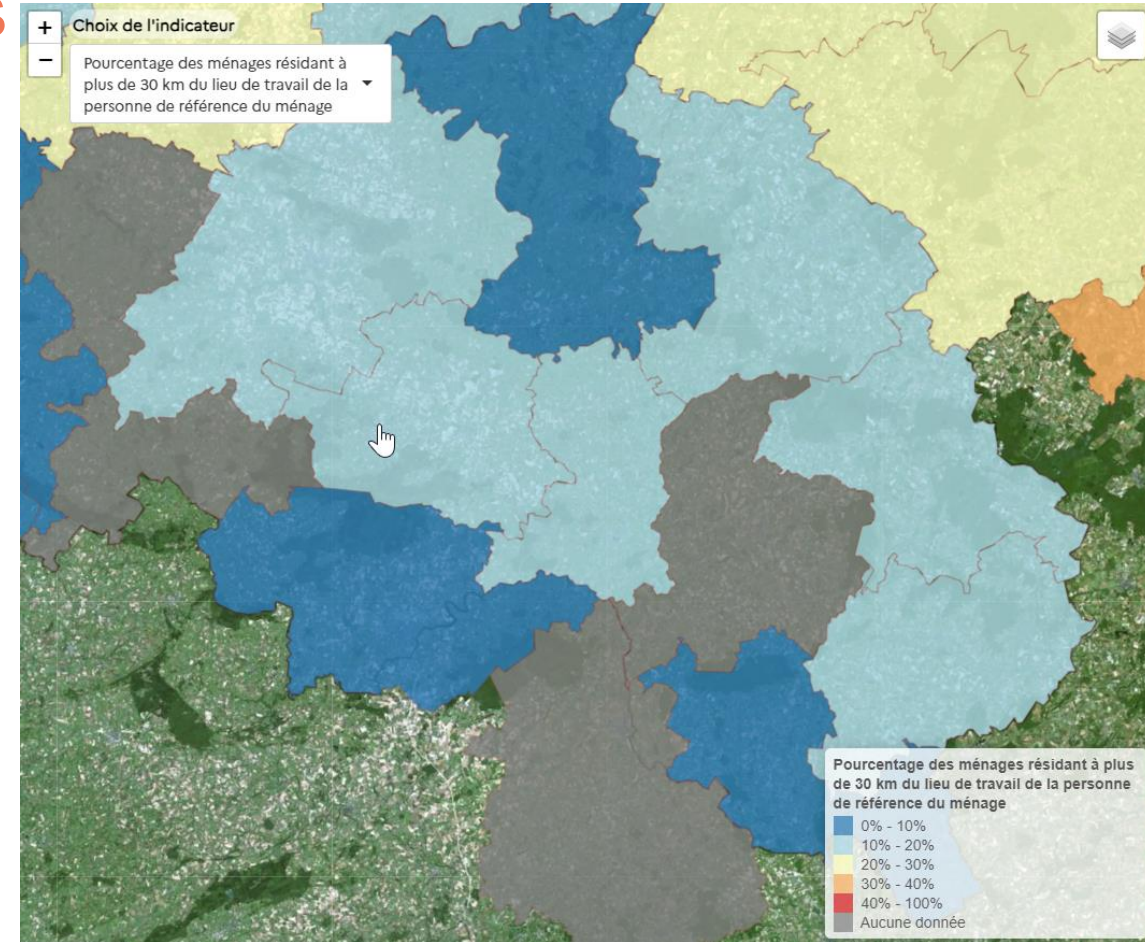 s
+
−
Choix de l'indicateur
Pourcentage des ménages résidant à
plus de 30 km du lieu de travail de la
personne de référence du ménage
Pourcentage des ménages résidant à plus
de 30 km du lieu de travail de la personne
de référence du ménage
0% - 10%
10% - 20%
20% - 30%
30% - 40%
40% - 100%
Aucune donnée